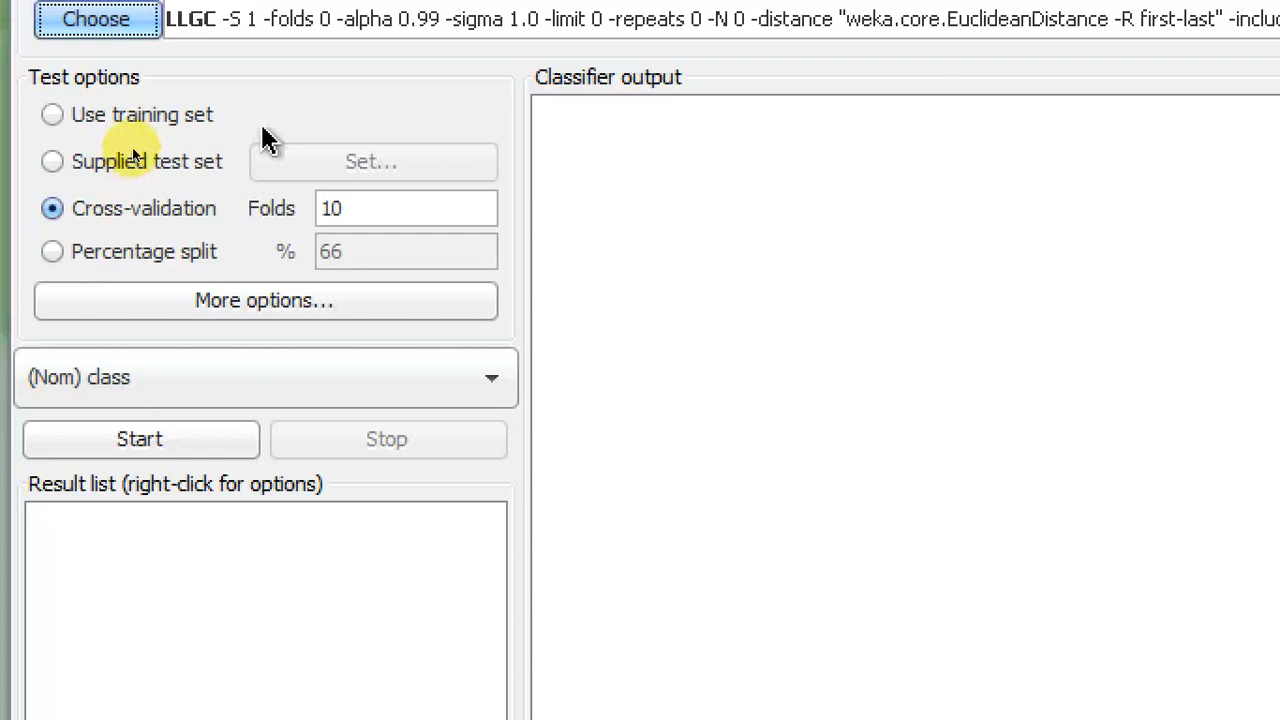 Choose LLGC -S 1 -folds 0 -alpha 0.99 -sigma 1.0 -limit 0 -repeats 0 -N 0 -distance "weka.core.EuclideanDistance -R first-last" -inclu
Test options
Classifier output
Use training set
Supplied test set Set...
Cross-validation Folds 10
Percentage split % 66
More options...
(Nom) class
Start Stop
Result list (right-click for options)